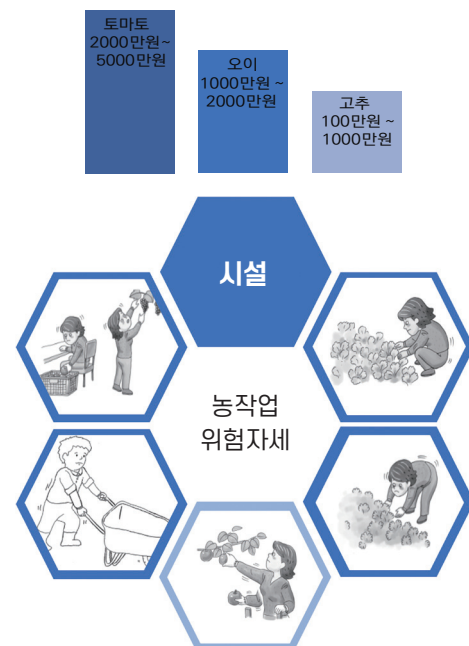 토마토
2000만원~
5000만원
오이
1000만원 ~
2000만원
고추
100만원 ~
1000만원
시설
농작업
위험자세